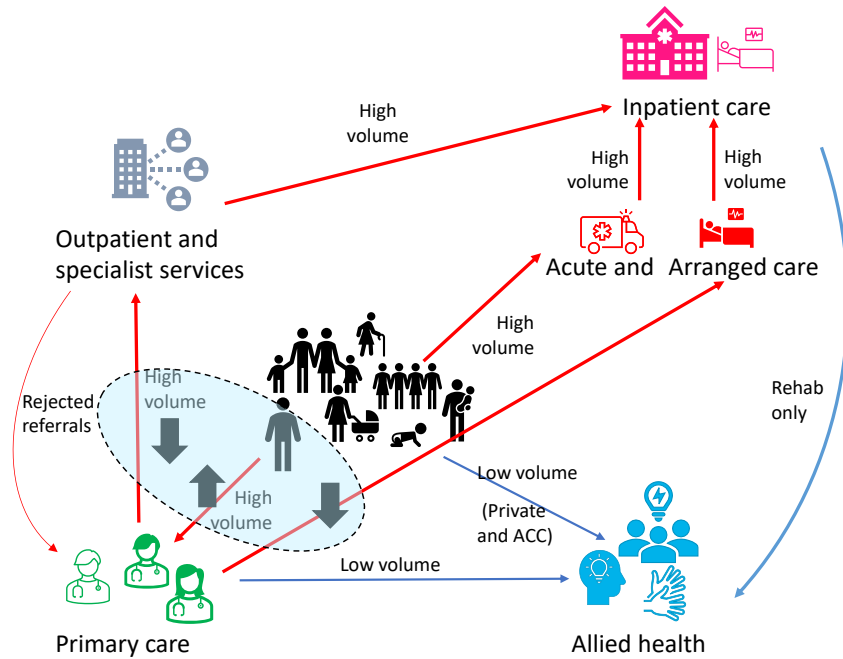 Inpatient care
High
volume
High
volume
High
volume
Outpatient and
specialist services
Acute and
Arranged care
High
volume
High
volume
Rejected
referrals
Rehab
only
Low volume
(Private
and ACC)
High
volume
Low volume
Primary care
Allied health